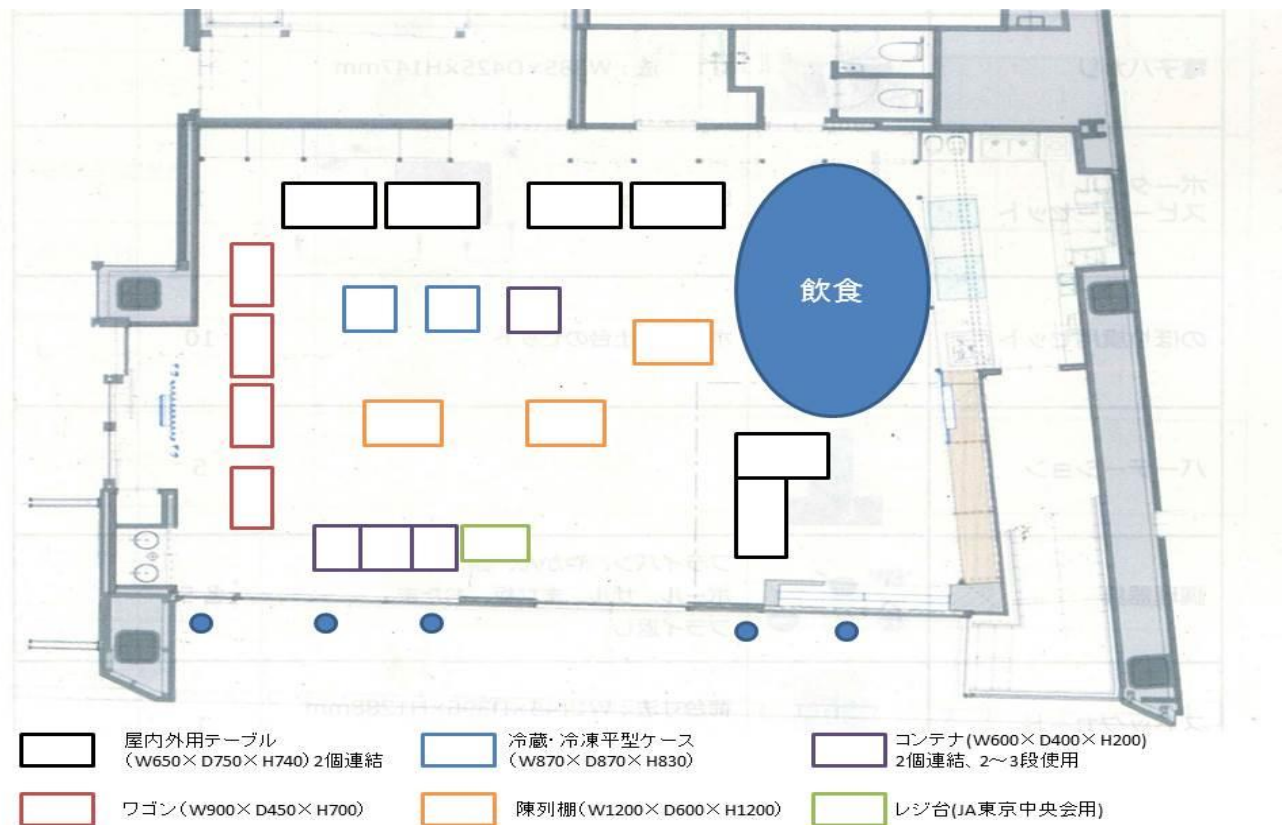 飲食
屋内外用テーブル
(W650×D750×H740)2個連結
冷蔵・冷凍平型ケース
(W870×D870×H830)
コンテナ(W600×D400×H200)
2個連結、2～3段使用
ワゴン(W900×D450×H700)
陳列棚(W1200×D600×H1200)
レジ台(JA東京中央会用)